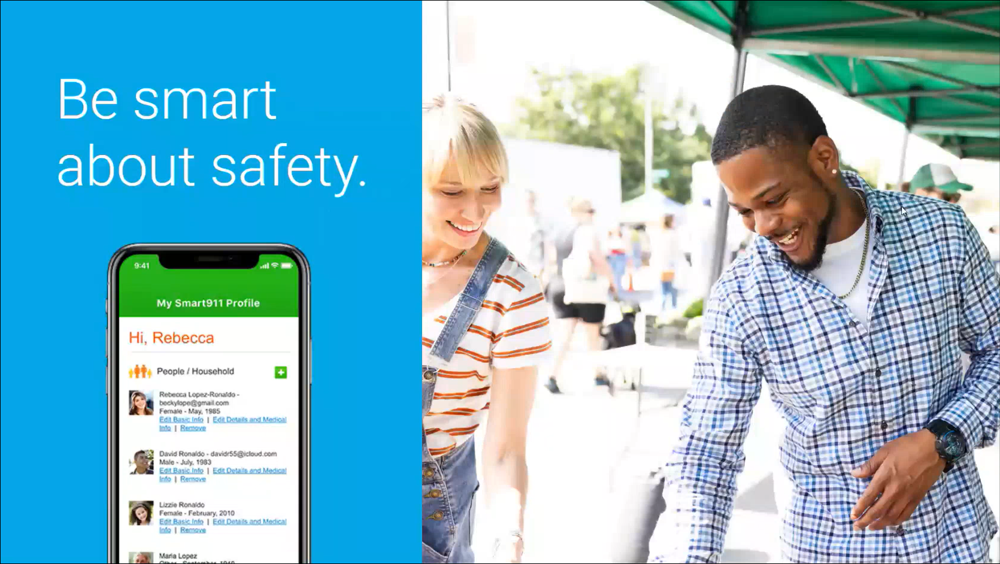 Be smart
about safety.
9:41
My Smart911 Profile
Hi, Rebecca
People / Household
Rebecca Lopez-Ronaldo -
beckylope@gmail.com
Female - May, 1985
Edit Basic Info | Edit Details and Medical
Info | Remove
David Ronaldo - davidr55@icloud.com
Male - July, 1983
Edit Basic Info | Edit Details and Medical
Info | Remove
Lizzie Ronaldo
Female - February, 2010
Edit Basic Info | Edit Details and Medical
Info | Remove
Maria Lopez
Other - September, 1949